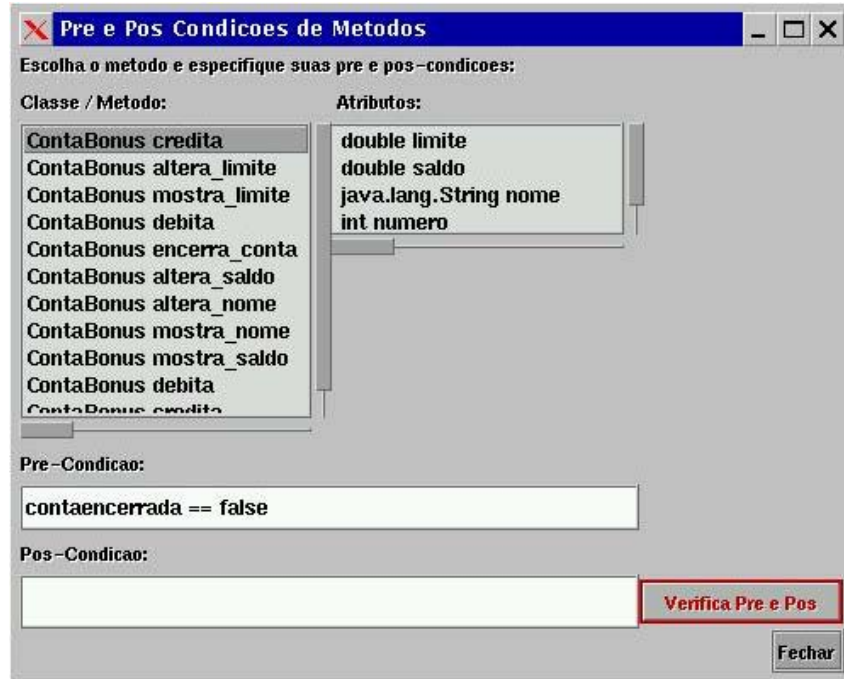 Pre e Pos Condicoes de Metodos
Escolha o metodo e especifique suas pre e pos-condicoes:
Classe / Metodo:
ContaBonus credita
ContaBonus altera_limite
ContaBonus mostra_limite
ContaBonus debita
ContaBonus encerra_conta
ContaBonus altera_saldo
ContaBonus altera_nome
ContaBonus mostra_nome
ContaBonus mostra_saldo
ContaBonus debita
ContaBonus credita
Atributos:
double limite
double saldo
java.lang.String nome
int numero
Pre-Condicao:
contaencerrada == false
Pos-Condicao:
Verifica Pre e Pos
Fechar